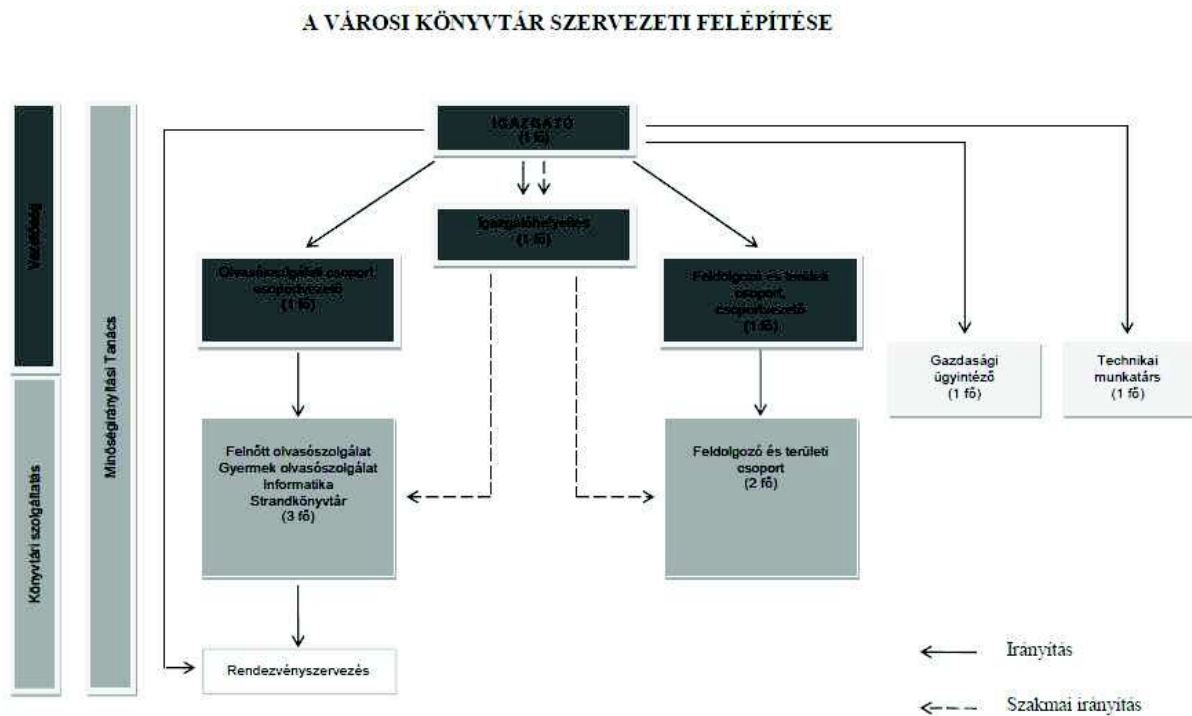 A VÁROSI KÖNYVTÁR SZERVEZETI FELÉPÍTÉSE
Vezetőség
Könyvtári szolgáltatás
Minőségirányítási Tanács
IGAZGATÓ
(1 fő)
Igazgatóhelyettes
(1 fő)
Olvasószolgálati csoport,
csoportvezető
(1 fő)
Feldolgozó és területi
csoport,
csoportvezető
(1 fő)
Gazdasági
ügyintéző
(1 fő)
Technikai
munkatárs
(1 fő)
Felnőtt olvasószolgálat
Gyermek olvasószolgálat
Informatika
Strandkönyvtár
(3 fő)
Feldolgozó és területi
csoport
(2 fő)
Rendezvényszervezés
Irányítás
Szakmai irányítás